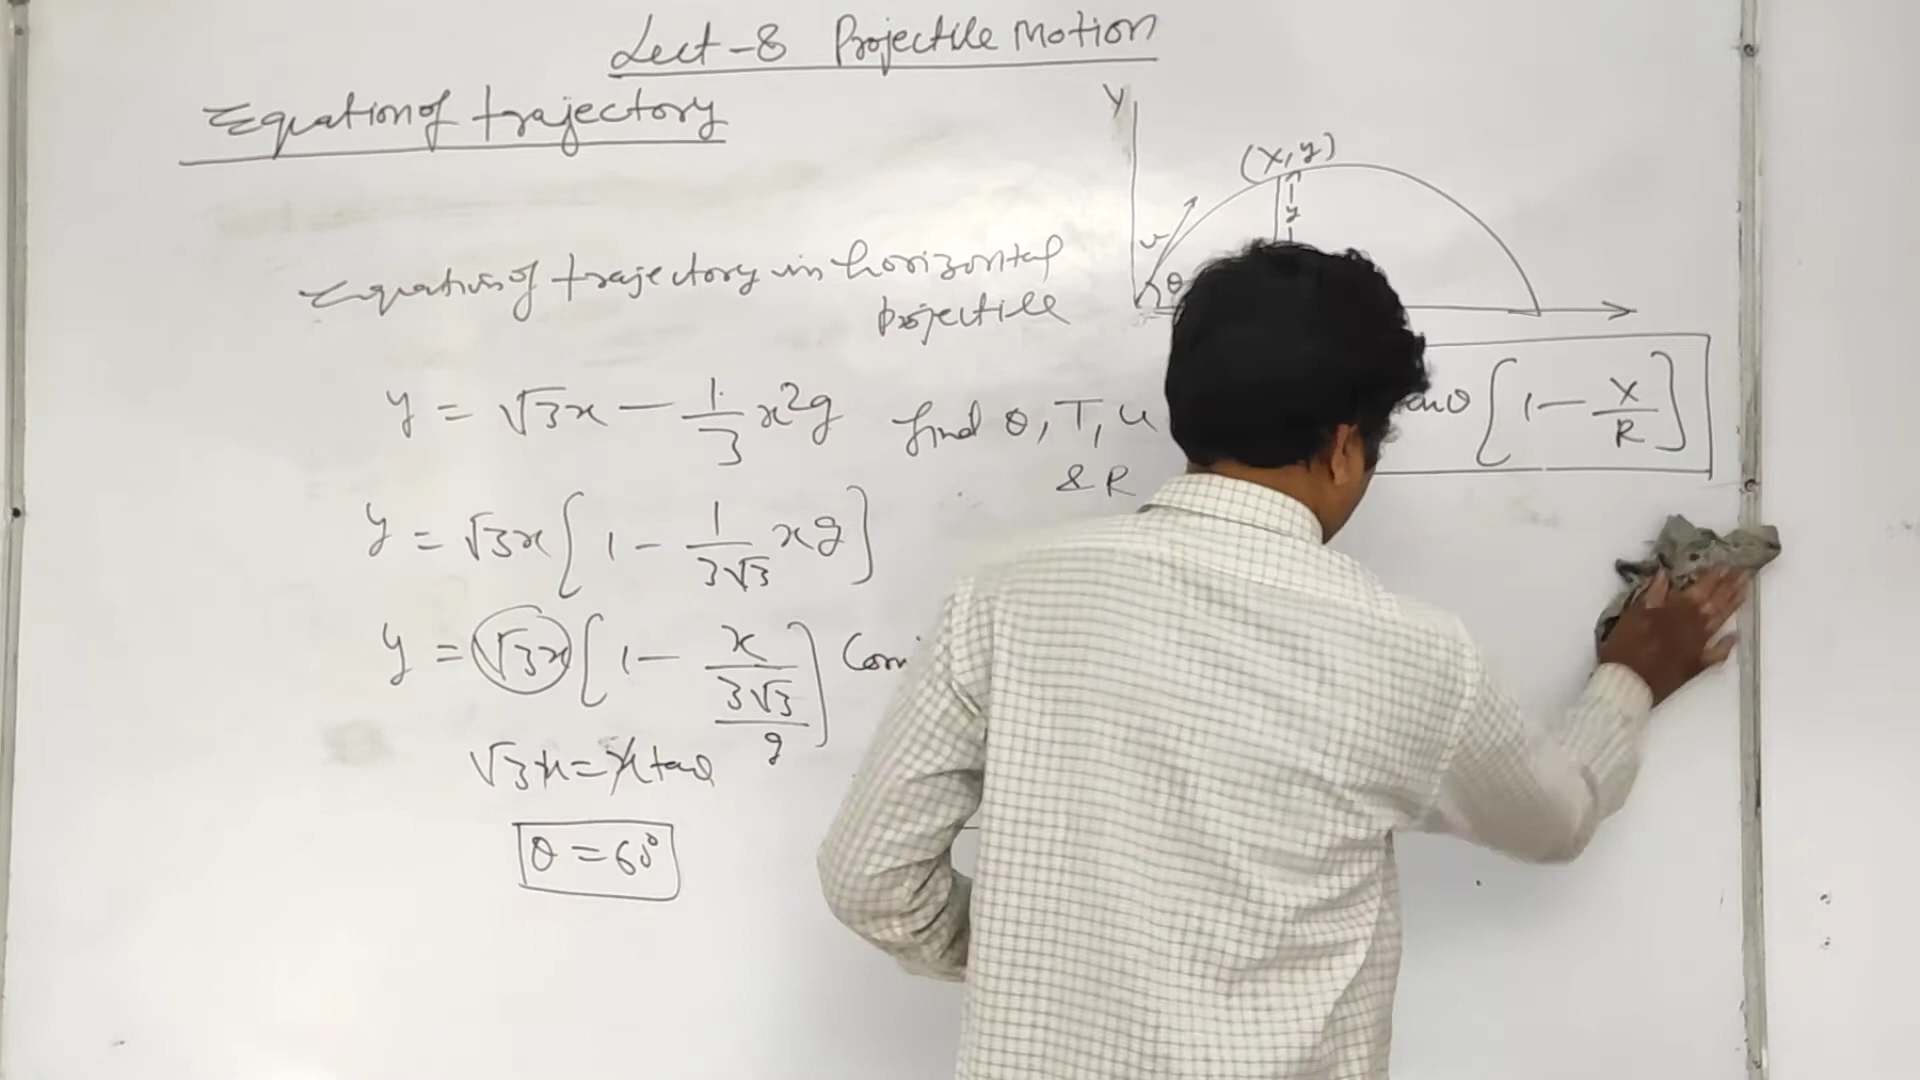 Lect-8 Projectile Motion
Equation of trajectory
Y
(x, y)
y
θ
Equation of trajectory in horizontal
projectile
y = √3x - 1/3 x²g find θ, T, u
& R
tanθ [1 - x/R]
y = √3x [1 - 1/3√3 xg]
y = √3x [1 - x/3√3/g] Com
√3x = x tanθ
θ = 60°